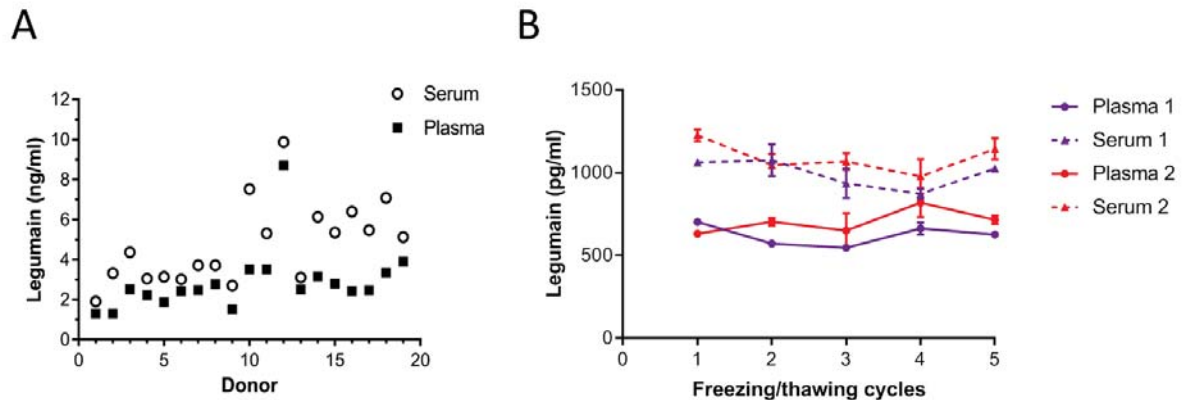 A
Serum
Plasma
Legumain (ng/ml)
12
10
8
6
4
2
0
0 5 10 15 20
Donor
B
Legumain (pg/ml)
1500
1000
500
0
0 1 2 3 4 5
Freezing/thawing cycles
Plasma 1
Serum 1
Plasma 2
Serum 2